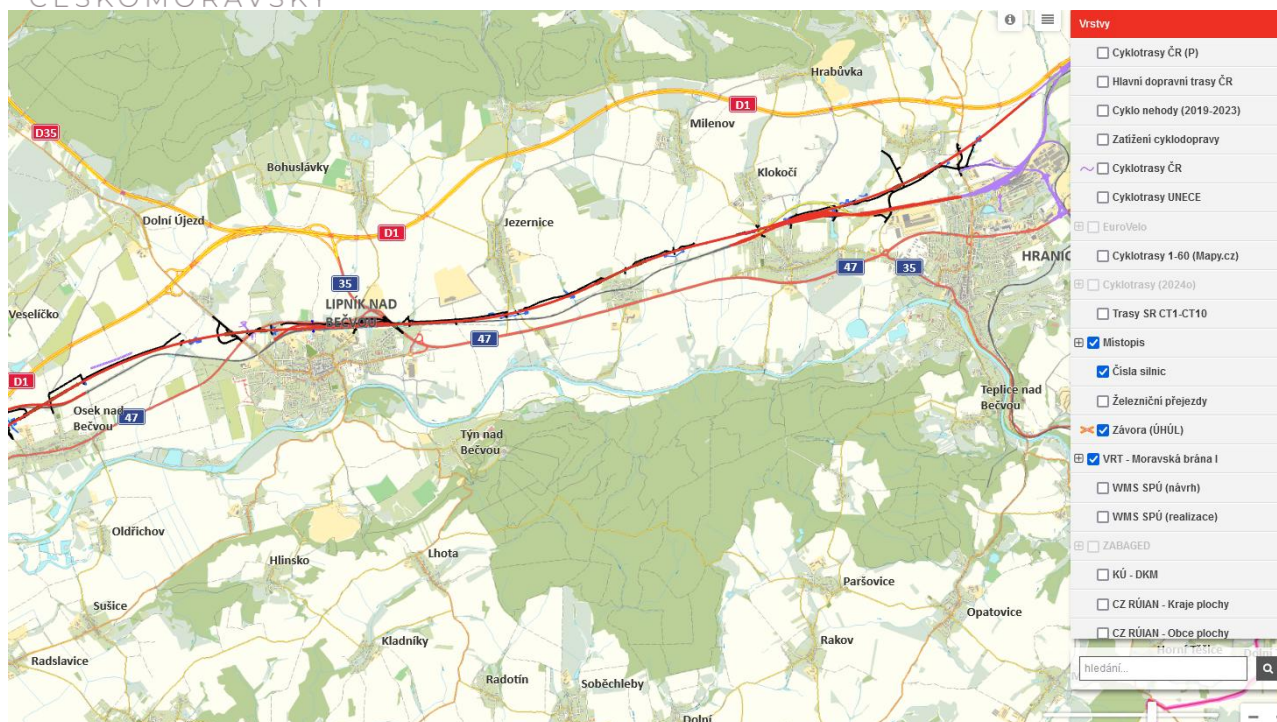 ČESKOMORAVSKÝ
Vrstvy
Cyklotrasy ČR (P)
Hlavní dopravní trasy ČR
Cyklo nehody (2019-2023)
Zatížení cyklodopravy
Cyklotrasy ČR
Cyklotrasy UNECE
EuroVelo
Cyklotrasy 1-60 (Mapy.cz)
Cyklotrasy (2024o)
Trasy SR CT1-CT10
Místopis
Čísla silnic
Železniční přejezdy
Závora (ÚHÚL)
VRT - Moravská brána I
WMS SPÚ (návrh)
WMS SPÚ (realizace)
ZABAGED
KÚ - DKM
CZ RÚIAN - Kraje plochy
CZ RÚIAN - Obce plochy
hledání...
Hrabůvka
D1
Milenov
D35
Bohuslávky
Klokočí
Dolní Újezd
Jezernice
D1
HRANIC
47
35
35
LIPNÍK NAD
BEČVOU
Veselíčko
47
D1
Teplice nad
Bečvou
Osek nad
Bečvou
47
Týn nad
Bečvou
Oldřichov
Hlinsko
Lhota
Paršovice
Sušice
Opatovice
Kladníky
Rakov
Radslavice
Radotín
Soběchleby
Horní Těšice
Dolní
Dolní